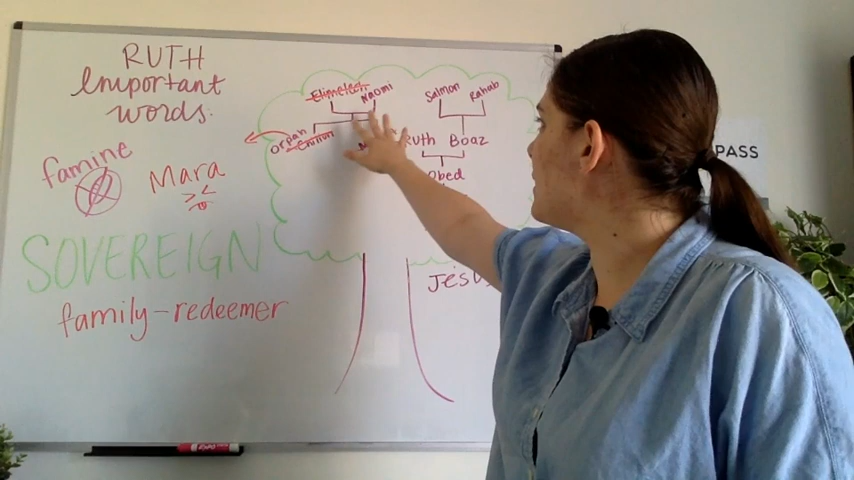 RUTH
Important
words:
famine
Mara
SOVEREIGN
family-redeemer
Elimelech
Naomi
Orpah
Salmon
Rahab
Ruth
Boaz
Obed
Jesus
PASS